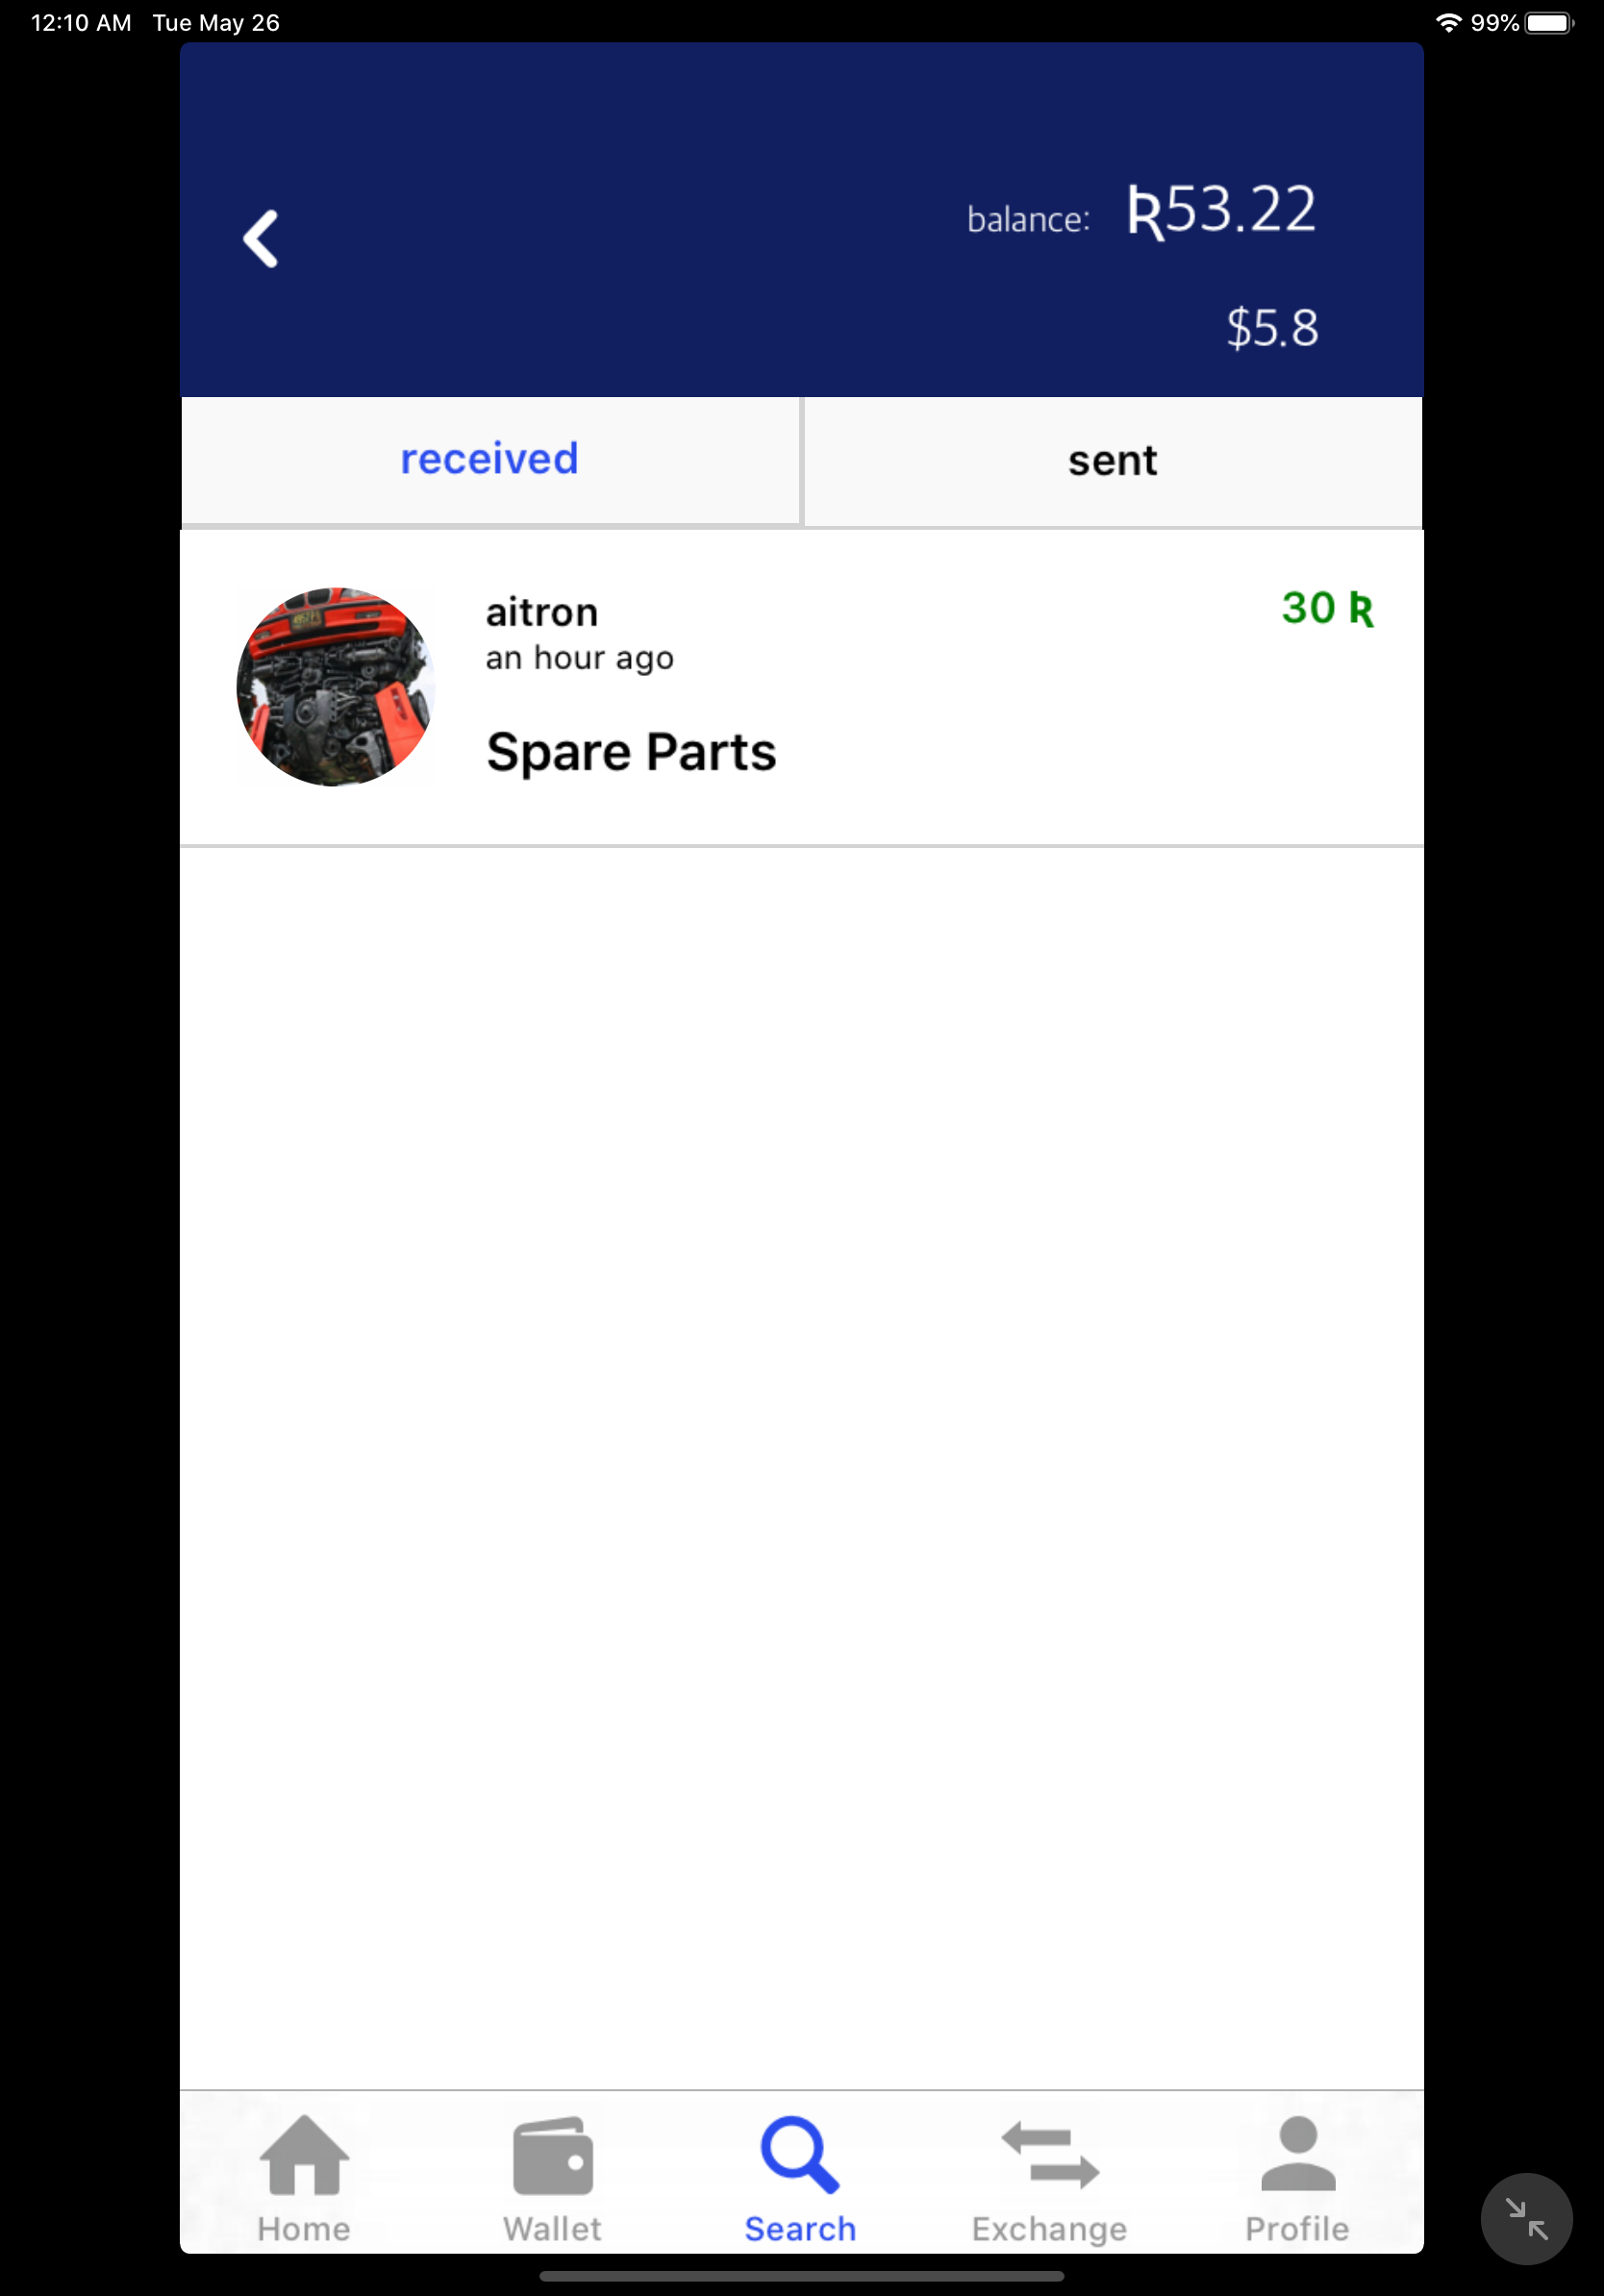 12:10 AM Tue May 26
99%
balance: Ʀ53.22
$5.8
received
sent
aitron
30 Ʀ
an hour ago
Spare Parts
Home
Wallet
Search
Exchange
Profile